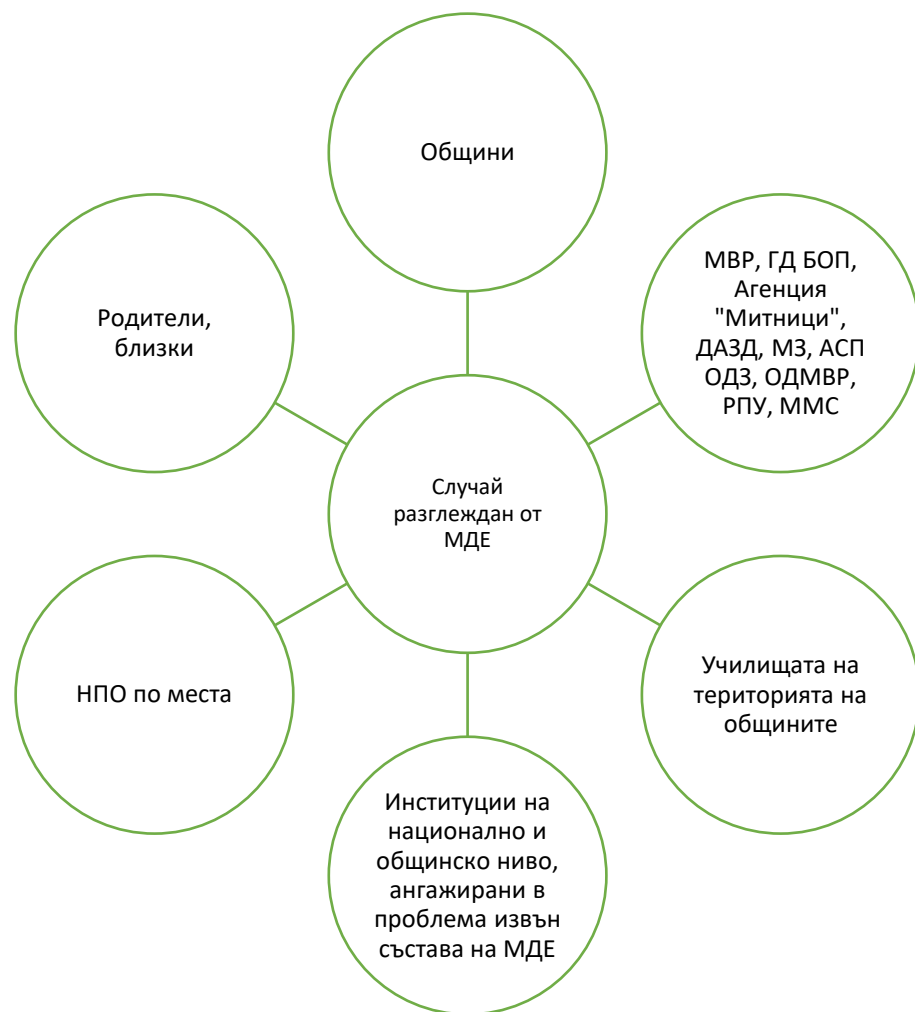 Общини
МВР, ГД БОП,
Агенция
"Митници",
ДАЗД, МЗ, АСП
ОДЗ, ОДМВР,
РПУ, ММС
Родители,
близки
Случай
разглеждан от
МДЕ
НПО по места
Училищата на
територията на
общините
Институции на
национално и
общинско ниво,
ангажирани в
проблема извън
състава на МДЕ